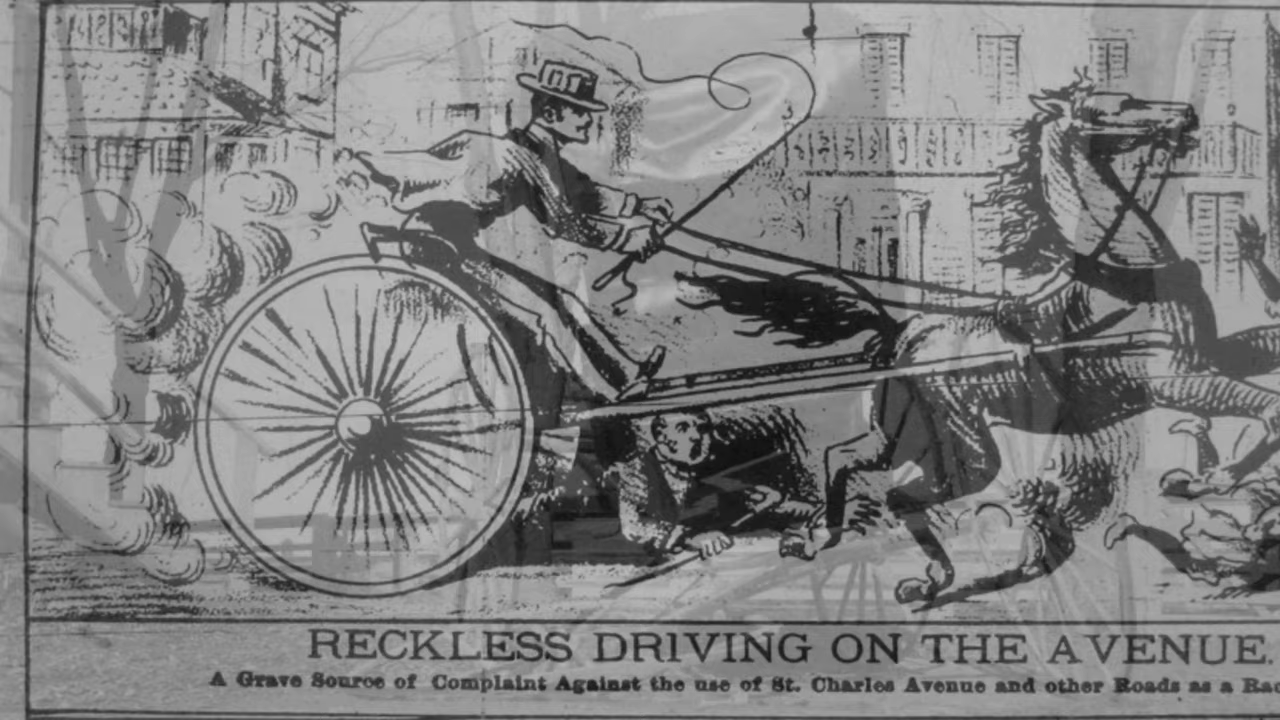 RECKLESS DRIVING ON THE AVENUE.
A Grave Source of Complaint Against the use of St. Charles Avenue and other Roads as a